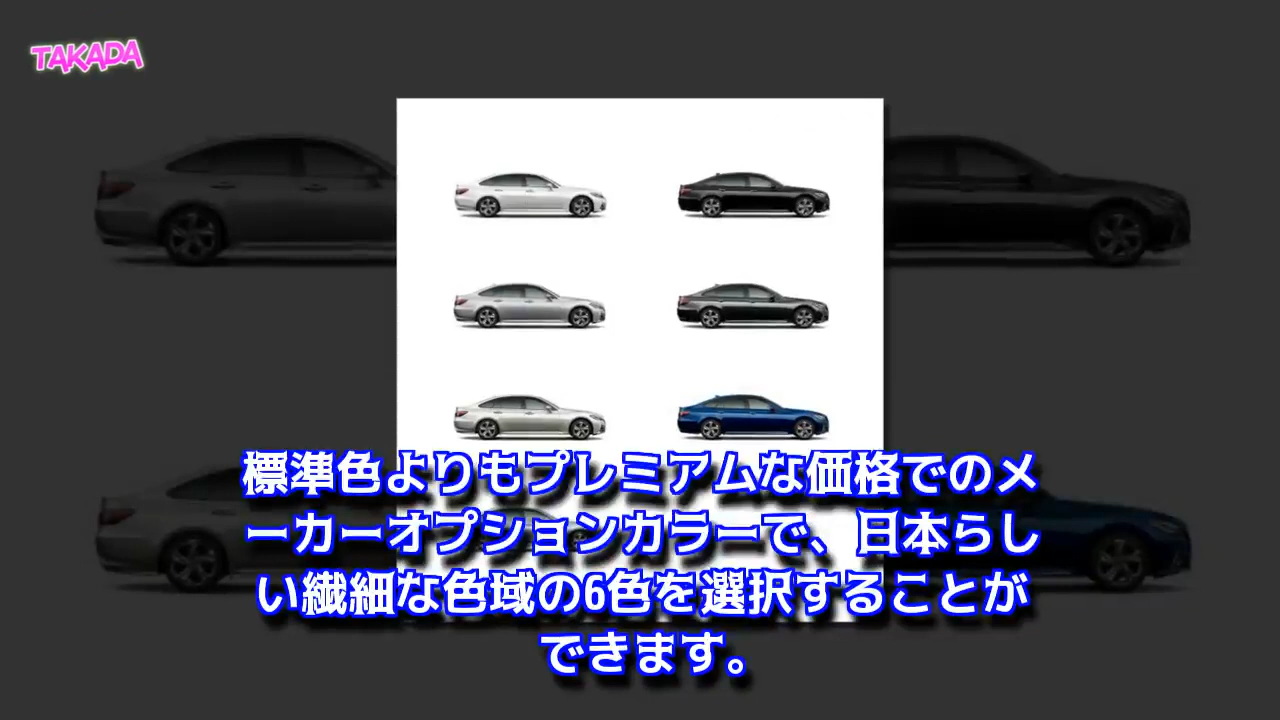 TAKADA
標準色よりもプレミアムな価格でのメ
ーカーオプションカラーで、日本らし
い繊細な色域の6色を選択することが
できます。